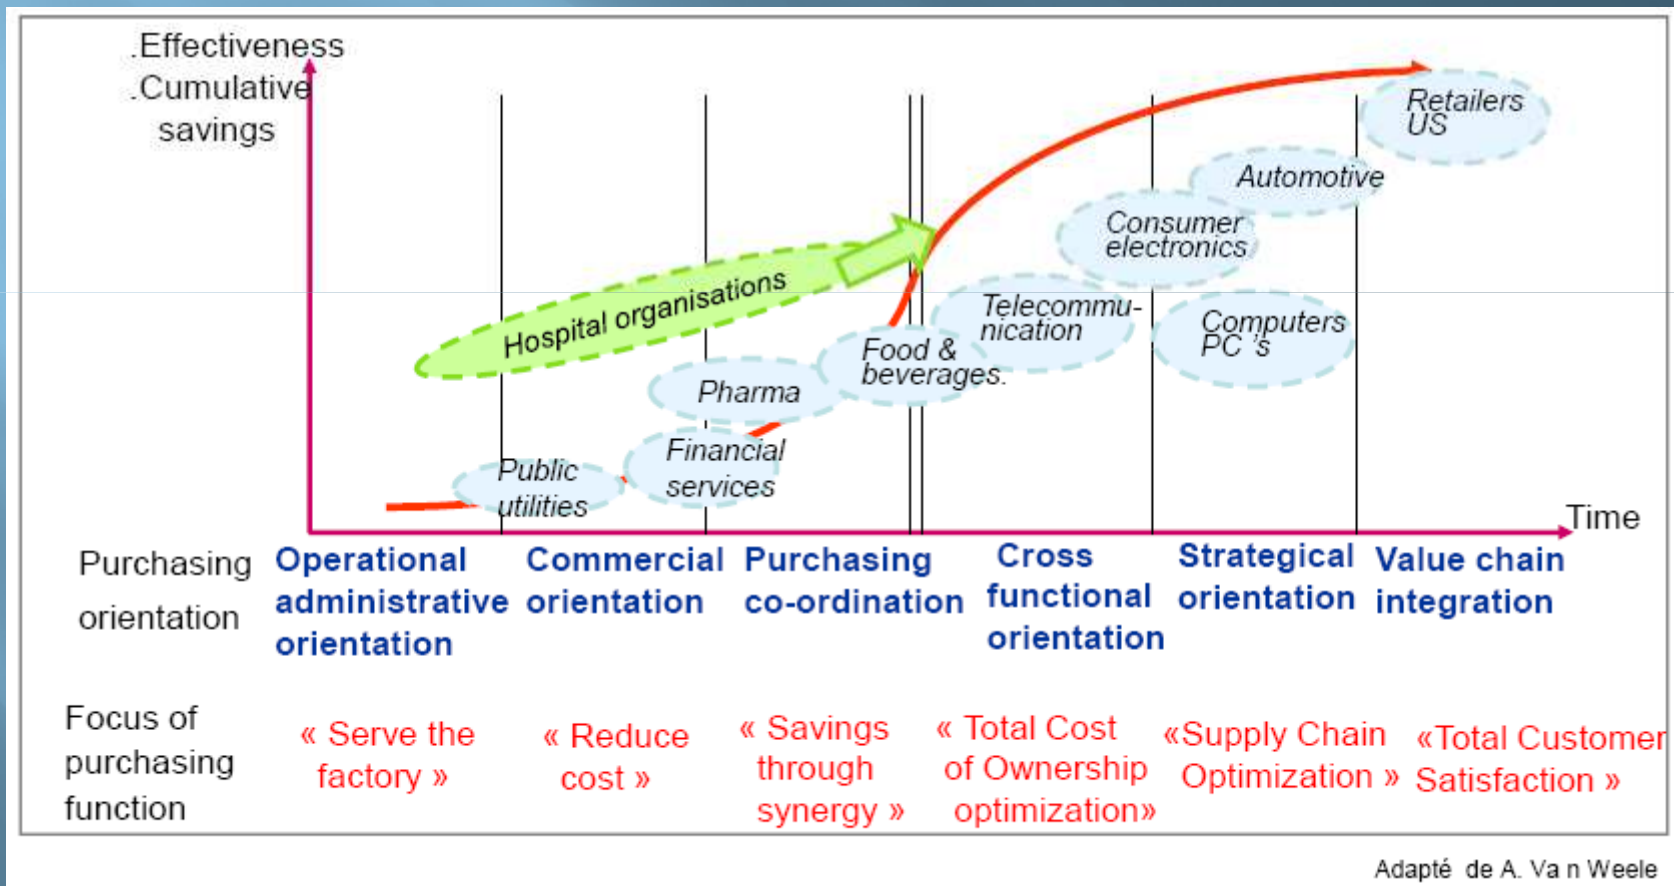 .Effectiveness
.Cumulative
savings
Retailers
US
Automotive
Consumer
electronics
Hospital organisations
Telecommu-
nication
Computers
PC 's
Food &
beverages.
Pharma
Financial
services
Public
utilities
Time
Purchasing
orientation
Operational
administrative
orientation
Commercial
orientation
Purchasing
co-ordination
Cross
functional
orientation
Strategical
orientation
Value chain
integration
Focus of
purchasing
function
« Serve the
factory »
« Reduce
cost »
« Savings
through
synergy »
« Total Cost
of Ownership
optimization»
«Supply Chain
Optimization »
«Total Customer
Satisfaction »
Adapté de A. Va n Weele